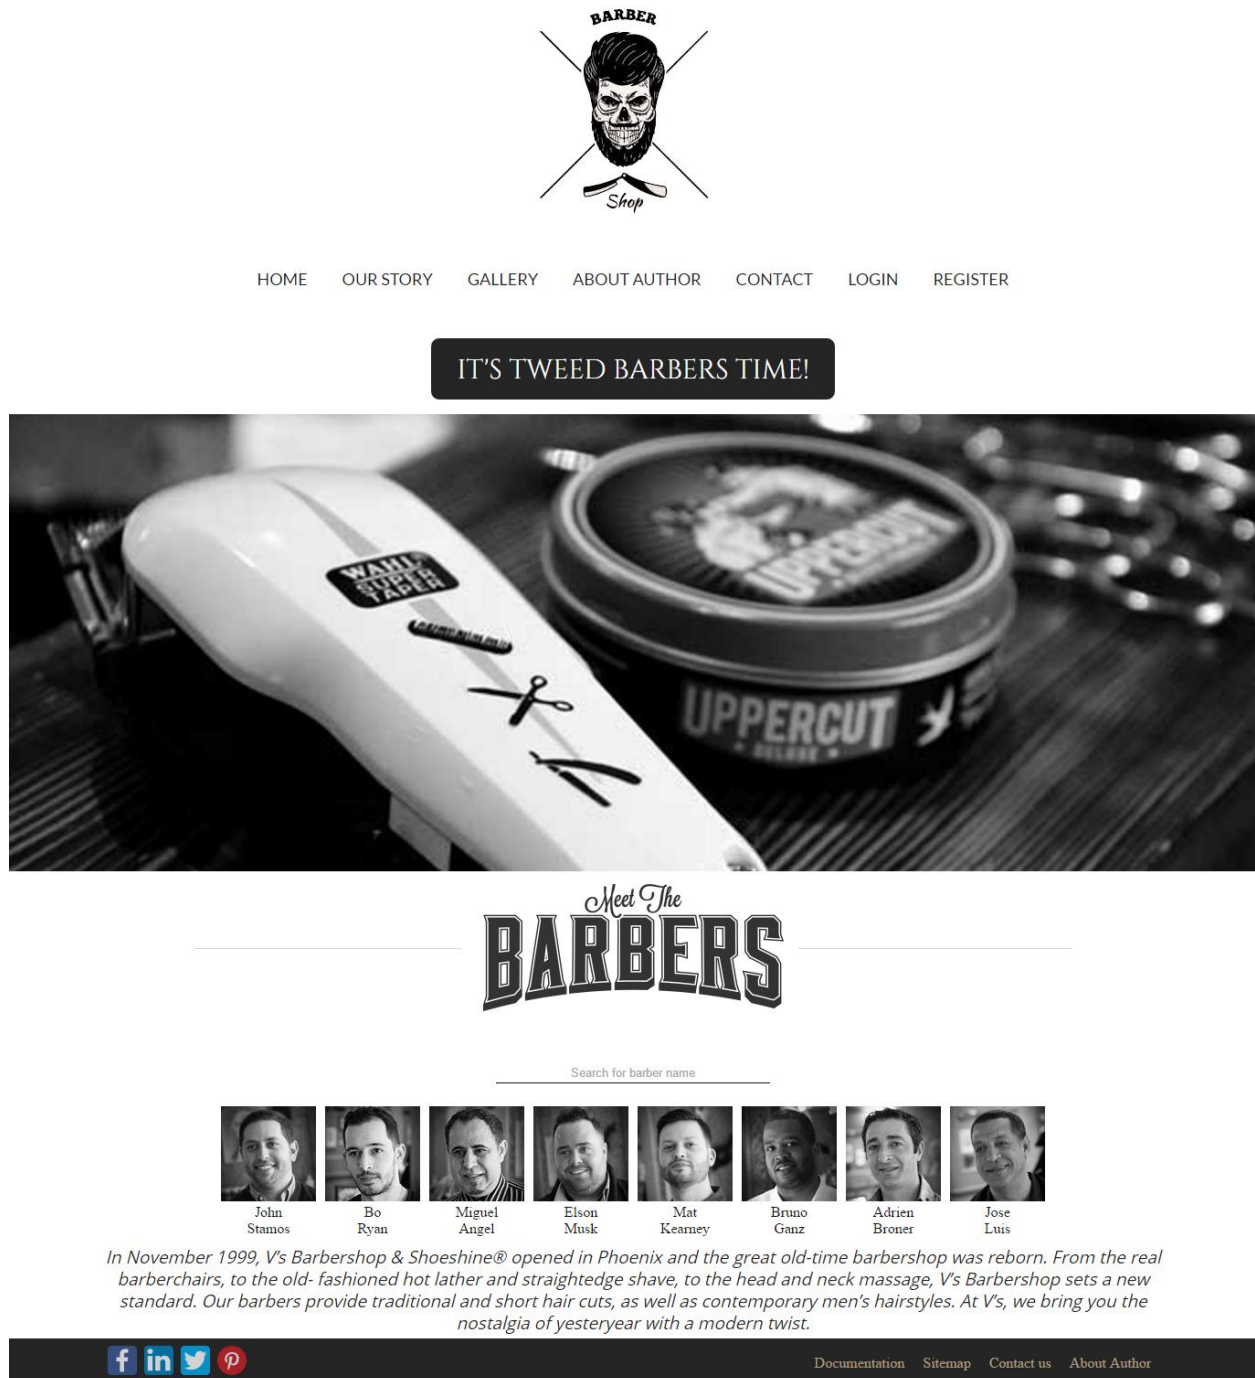 BARBER
Shop
HOME OUR STORY GALLERY ABOUT AUTHOR CONTACT LOGIN REGISTER
IT'S TWEED BARBERS TIME!
WAHL
SUPER
TAPER
UPPERCUT
UPPERCUT
DELUXE
Meet The
BARBERS
Search for barber name
John Stamos
Bo Ryan
Miguel Angel
Elson Musk
Mat Kearney
Bruno Ganz
Adrien Broner
Jose Luis
In November 1999, V's Barbershop & Shoeshine® opened in Phoenix and the great old-time barbershop was reborn. From the real
barberchairs, to the old- fashioned hot lather and straightedge shave, to the head and neck massage, V's Barbershop sets a new
standard. Our barbers provide traditional and short hair cuts, as well as contemporary men's hairstyles. At V's, we bring you the
nostalgia of yesteryear with a modern twist.
Documentation Sitemap Contact us About Author